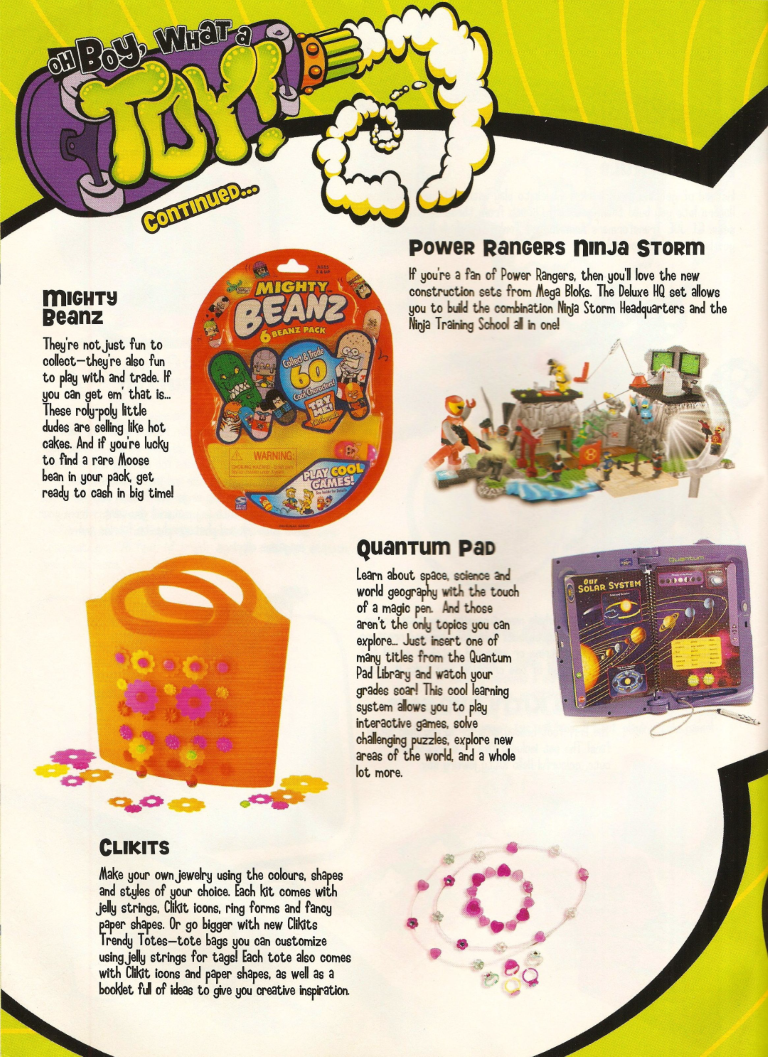 Oh Boy, What a
TOY!
Continued...
Power Rangers Ninja Storm
If you're a fan of Power Rangers, then you'll love the new
construction sets from Mega Bloks. The Deluxe HQ set allows
you to build the combination Ninja Storm Headquarters and the
Ninja Training School all in one!
Mighty
Beanz
They're not just fun to
collect—they're also fun
to play with and trade. If
you can get em' that is...
These roly-poly little
dudes are selling like hot
cakes. And if you're lucky
to find a rare Moose
bean in your pack, get
ready to cash in big time!
MIGHTY
BEANZ
6 BEANZ PACK
Collect & Trade
60
Cool Characters!
TRY
ME!
WARNING:
PLAY COOL
GAMES!
Quantum Pad
Learn about space, science and
world geography with the touch
of a magic pen. And those
aren't the only topics you can
explore... Just insert one of
many titles from the Quantum
Pad Library and watch your
grades soar! This cool learning
system allows you to play
interactive games, solve
challenging puzzles, explore new
areas of the world, and a whole
lot more.
Quantum
Our
Solar System
Clikits
Make your own jewelry using the colours, shapes
and styles of your choice. Each kit comes with
jelly strings, Clikit icons, ring forms and fancy
paper shapes. Or go bigger with new Clikits
Trendy Totes—tote bags you can customize
using jelly strings for tags! Each tote also comes
with Clikit icons and paper shapes, as well as a
booklet full of ideas to give you creative inspiration.